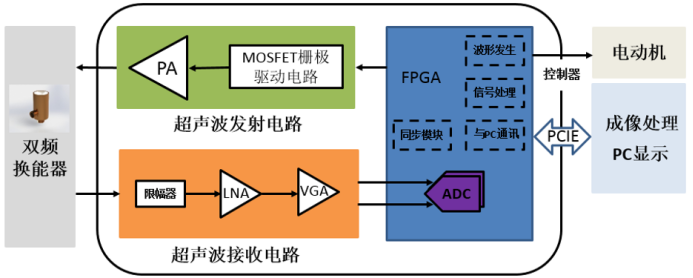 双频
换能器
PA
MOSFET栅极
驱动电路
超声波发射电路
限幅器
LNA
VGA
超声波接收电路
FPGA
波形发生
信号处理
同步模块
与PC通讯
ADC
控制器
PCIE
电动机
成像处理
PC显示